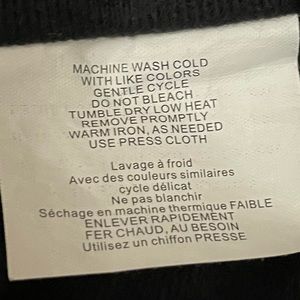 MACHINE WASH COLD
WITH LIKE COLORS
GENTLE CYCLE
DO NOT BLEACH
TUMBLE DRY LOW HEAT
REMOVE PROMPTLY
WARM IRON, AS NEEDED
USE PRESS CLOTH
Lavage à froid
Avec des couleurs similaires
cycle délicat
Ne pas blanchir
Séchage en machine thermique FAIBLE
ENLEVER RAPIDEMENT
FER CHAUD, AU BESOIN
Utilisez un chiffon PRESSE